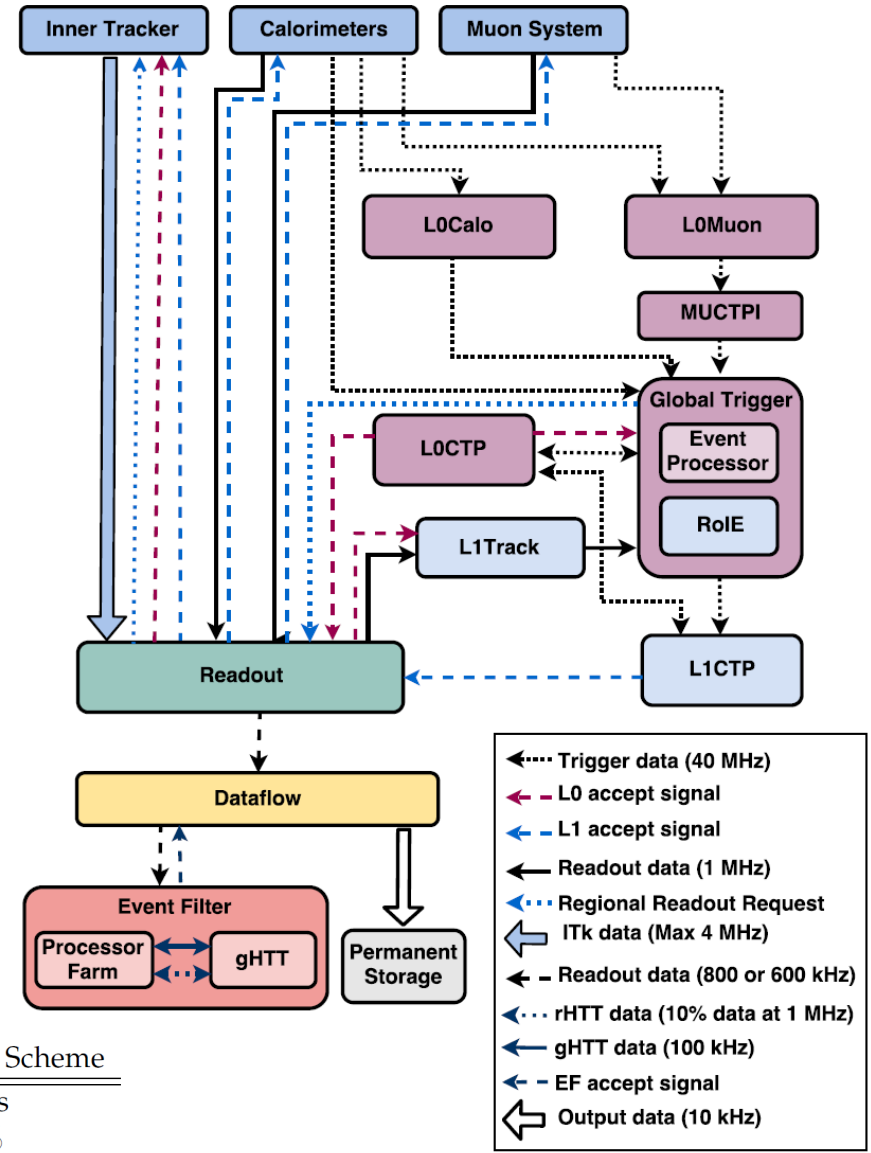 Inner Tracker
Calorimeters
Muon System
L0Calo
L0Muon
MUCTPI
Global Trigger
Event
Processor
RoIE
L0CTP
L1Track
L1CTP
Readout
Dataflow
Event Filter
Processor
Farm
gHTT
Permanent
Storage
Trigger data (40 MHz)
L0 accept signal
L1 accept signal
Readout data (1 MHz)
Regional Readout Request
ITk data (Max 4 MHz)
Readout data (800 or 600 kHz)
rHTT data (10% data at 1 MHz)
gHTT data (100 kHz)
EF accept signal
Output data (10 kHz)
Scheme
s